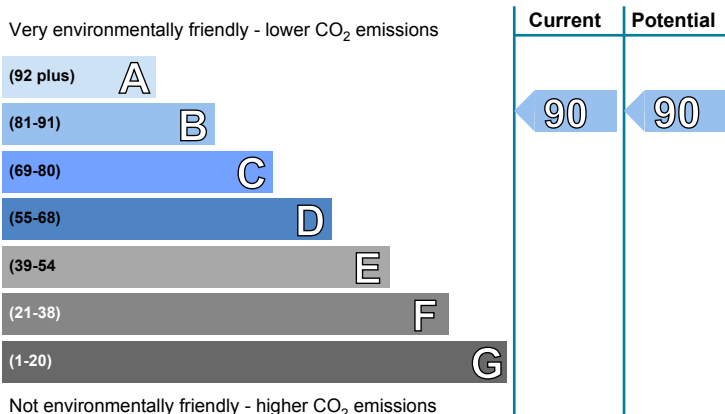 Very environmentally friendly - lower CO₂ emissions
Current
Potential
(92 plus) A
(81-91) B
90
90
(69-80) C
(55-68) D
(39-54 E
(21-38) F
(1-20) G
Not environmentally friendly - higher CO₂ emissions